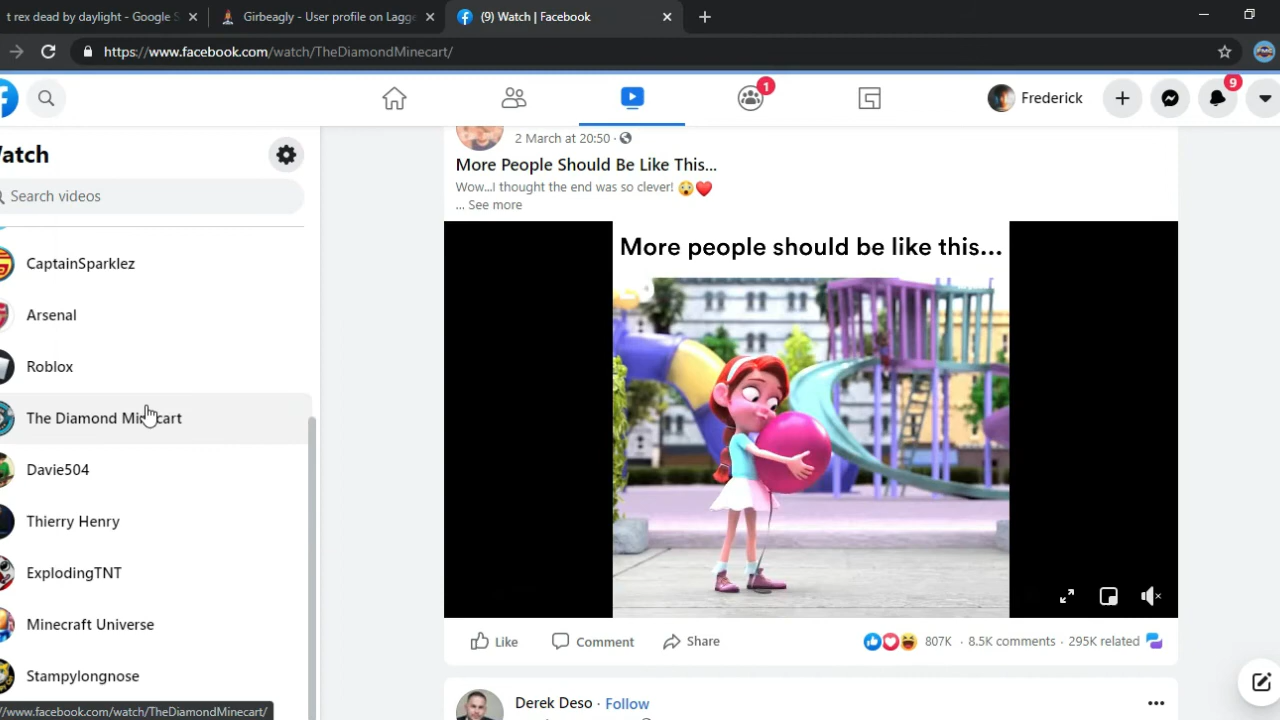 t rex dead by daylight - Google S
Girbeagly - User profile on Lagge
(9) Watch | Facebook
https://www.facebook.com/watch/TheDiamondMinecart/
1
Frederick
9
atch
Search videos
CaptainSparklez
Arsenal
Roblox
The Diamond Minecart
Davie504
Thierry Henry
ExplodingTNT
Minecraft Universe
Stampylongnose
//www.facebook.com/watch/TheDiamondMinecart/
2 March at 20:50 ·
More People Should Be Like This...
Wow...I thought the end was so clever! 😲❤️
... See more
More people should be like this...
Like
Comment
Share
807K · 8.5K comments · 295K related
Derek Deso · Follow